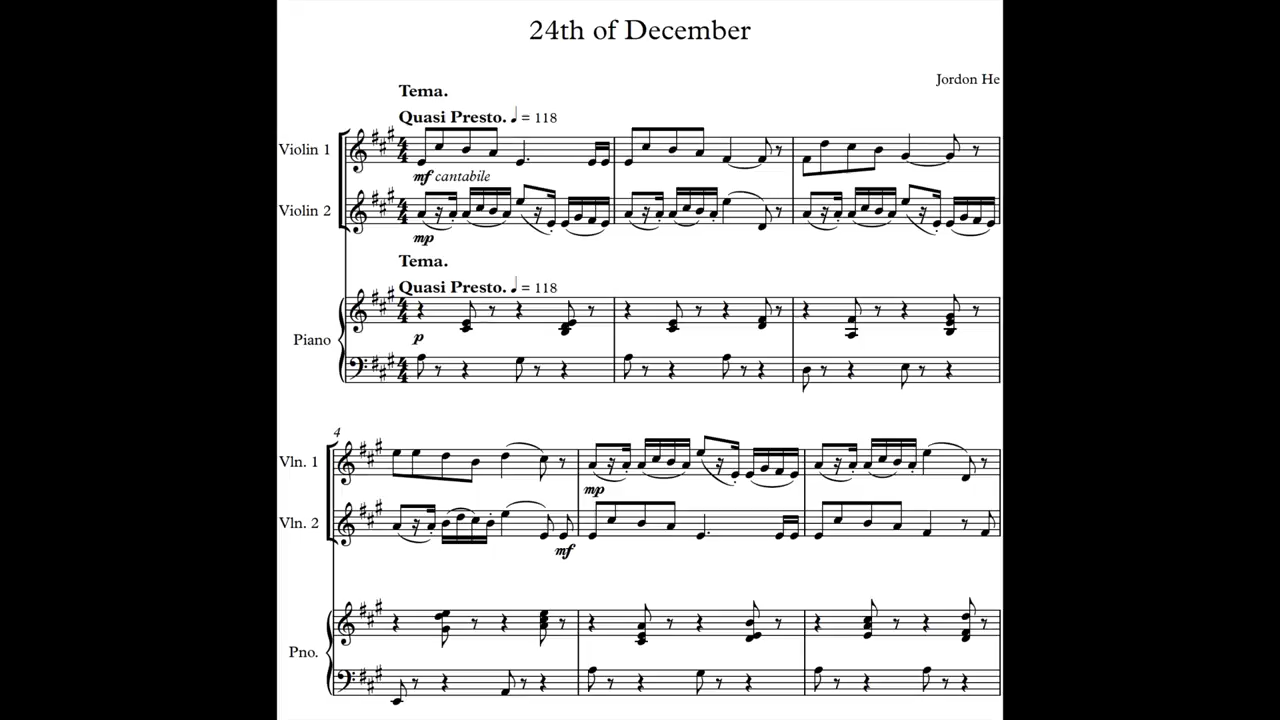 24th of December
Jordon He
Tema.
Quasi Presto. ♩ = 118
Violin 1
mf cantabile
Violin 2
mp
Tema.
Quasi Presto. ♩ = 118
Piano
p
4
Vln. 1
mp
Vln. 2
mf
Pno.